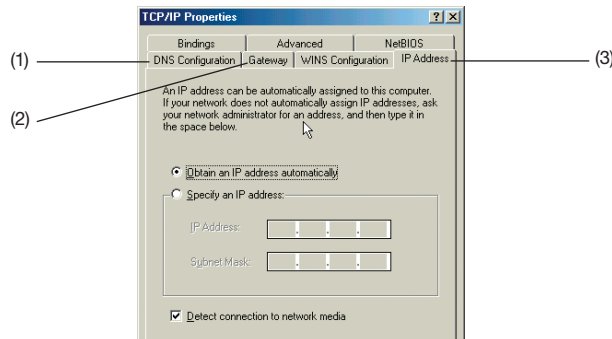 TCP/IP Properties ? X
Bindings Advanced NetBIOS
(1) DNS Configuration Gateway WINS Configuration IP Address (3)
(2)
An IP address can be automatically assigned to this computer.
If your network does not automatically assign IP addresses, ask
your network administrator for an address, and then type it in
the space below.
Obtain an IP address automatically
Specify an IP address:
IP Address:
. . .
Subnet Mask:
. . .
Detect connection to network media